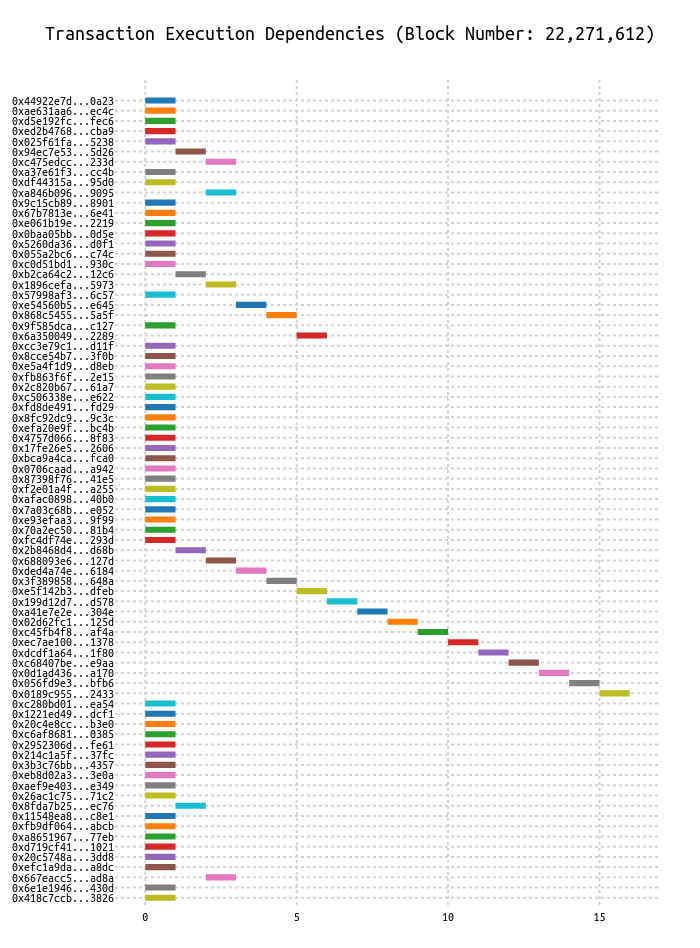 Transaction Execution Dependencies (Block Number: 22,271,612)
0x44922e7d...0a23
0xae631aa6...ec4c
0xd5e192fc...fec6
0xed2b4768...cba9
0x025f61fa...5238
0x94ec7e53...5d26
0xc475edcc...233d
0xa37e61f3...cc4b
0xdf44315a...95d0
0xa846b096...9095
0x9c15cb89...8901
0x67b7813e...6e41
0xe061b19e...2219
0x0baa05bb...0d5e
0x5260da36...d0f1
0x055a2bc6...c74c
0xc0d51bd1...930c
0xb2ca64c2...12c6
0x1896cefa...5973
0x57998af3...6c57
0xe54560b5...e645
0x868c5455...5a5f
0x9f585dca...c127
0x6a350049...2289
0xcc3e79c1...d11f
0x8cce54b7...3f0b
0xe5a4f1d9...d8eb
0xfb863f6f...2e15
0x2c820b67...61a7
0xc506338e...e622
0xfd8de491...fd29
0x8fc92dc9...9c3c
0xefa20e9f...bc4b
0x4757d066...8f83
0x17fe26e5...2606
0xbca9a4ca...fca0
0x0706caad...a942
0x87398f76...41e5
0xf2e01a4f...a255
0xafac0898...40b0
0x7a03c68b...e052
0xe93efaa3...9f99
0x70a2ec50...81b4
0xfc4df74e...293d
0x2b8468d4...d68b
0x688093e6...127d
0xded4a74e...6184
0x3f389858...648a
0xe5f142b3...dfeb
0x199d12d7...d578
0xa41e7e2e...304e
0x02d62fc1...125d
0xc45fb4f8...af4a
0xec7ae100...1378
0xdcdf1a64...1f80
0xc68407be...e9aa
0x0d1ad436...a170
0x056fd9e3...bfb6
0x0189c955...2433
0xc280bd01...ea54
0x1221ed49...dcf1
0x20c4e8cc...b3e0
0xc6af8681...0385
0x2952306d...fe61
0x214c1a5f...37fc
0x3b3c76bb...4357
0xeb8d02a3...3e0a
0xaef9e403...e349
0x26ac1c75...71c2
0x8fda7b25...ec76
0x11548ea8...c8e1
0xfb9df064...abcb
0xa8651967...77eb
0xd719cf41...1021
0x20c5748a...3dd8
0xefc1a9da...a8dc
0x667eacc5...ad8a
0x6e1e1946...430d
0x418c7ccb...3826
0 5 10 15